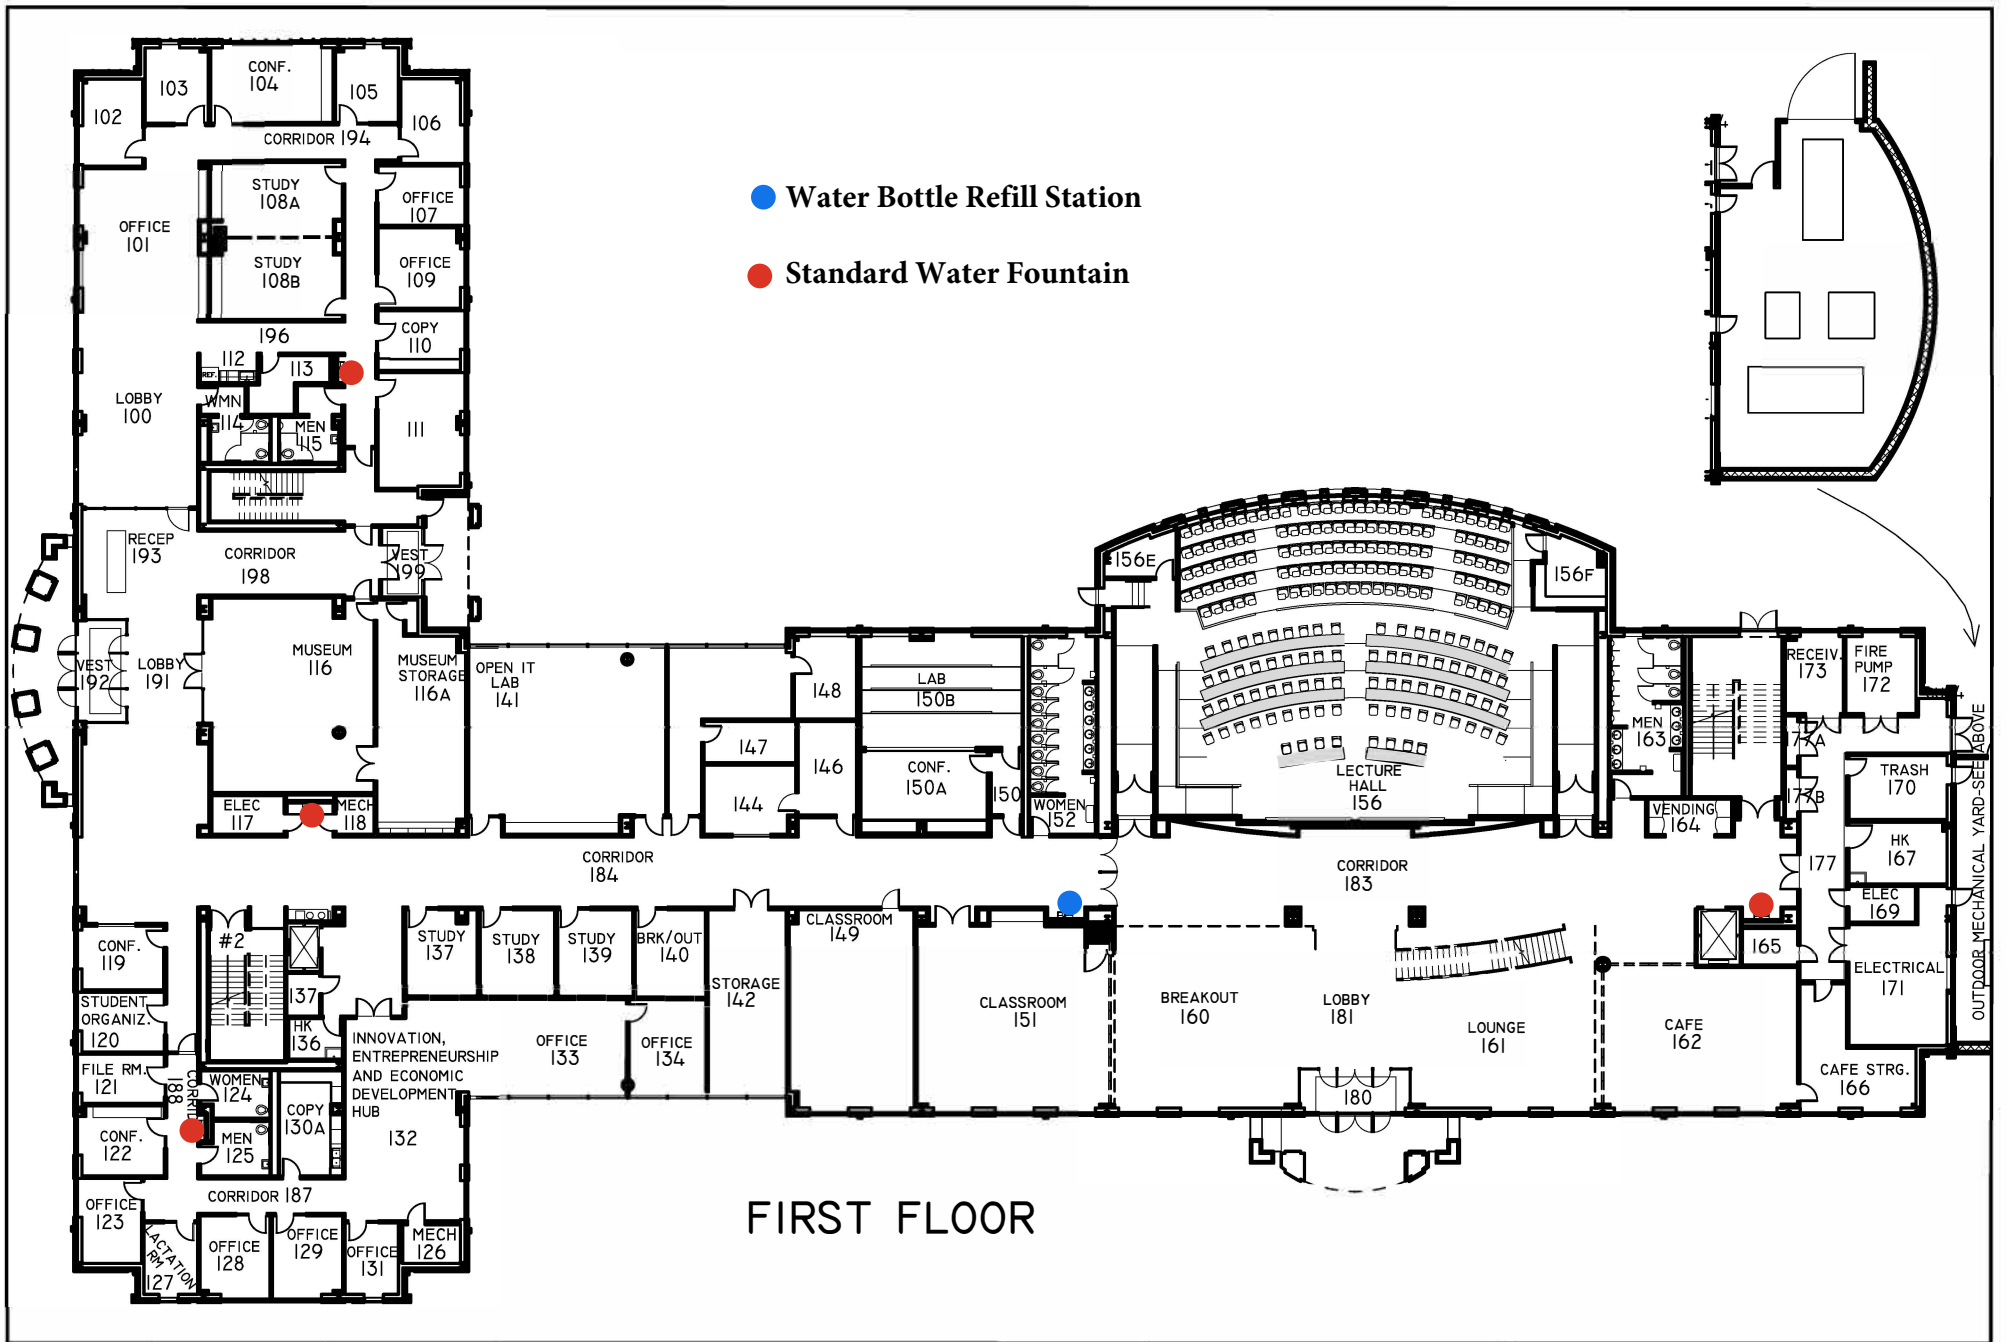 CONF.
104
103
105
102
106
CORRIDOR 194
STUDY
108A
OFFICE
107
OFFICE
101
STUDY
108B
OFFICE
109
196
COPY
110
112
113
REF.
LOBBY
100
WMN
114
MEN
115
111
RECEP
193
CORRIDOR
198
VEST
199
VEST
192
LOBBY
191
MUSEUM
116
MUSEUM
STORAGE
116A
ELEC
117
MECH
118
Water Bottle Refill Station
Standard Water Fountain
OPEN IT
LAB
141
148
147
146
144
LAB
150B
CONF.
150A
150
WOMEN
152
156E
156F
LECTURE
HALL
156
MEN
163
VENDING
164
RECEIV.
173
FIRE
PUMP
172
177A
177B
TRASH
170
HK
167
177
ELEC
169
165
ELECTRICAL
171
CAFE STRG.
166
OUTDOOR MECHANICAL YARD-SEE ABOVE
CORRIDOR
184
CORRIDOR
183
CONF.
119
#2
STUDENT
ORGANIZ.
120
137
HK
136
FILE RM.
121
CORRID
188
WOMEN
124
CONF.
122
MEN
125
COPY
130A
INNOVATION,
ENTREPRENEURSHIP
AND ECONOMIC
DEVELOPMENT
HUB
132
STUDY
137
STUDY
138
STUDY
139
BRK/OUT
140
STORAGE
142
OFFICE
133
OFFICE
134
CLASSROOM
149
CLASSROOM
151
BREAKOUT
160
LOBBY
181
LOUNGE
161
CAFE
162
180
CORRIDOR 187
OFFICE
123
LACTATION
RM
127
OFFICE
128
OFFICE
129
OFFICE
131
MECH
126
FIRST FLOOR